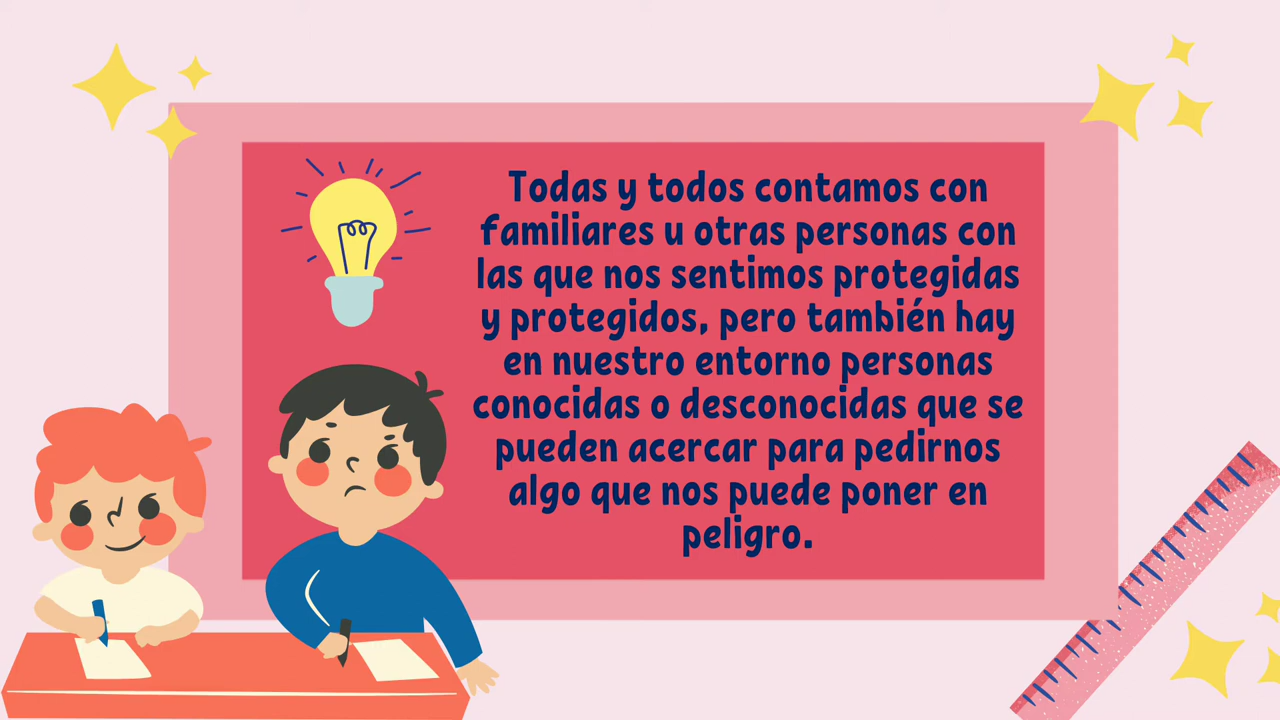 Todas y todos contamos con
familiares u otras personas con
las que nos sentimos protegidas
y protegidos, pero también hay
en nuestro entorno personas
conocidas o desconocidas que se
pueden acercar para pedirnos
algo que nos puede poner en
peligro.